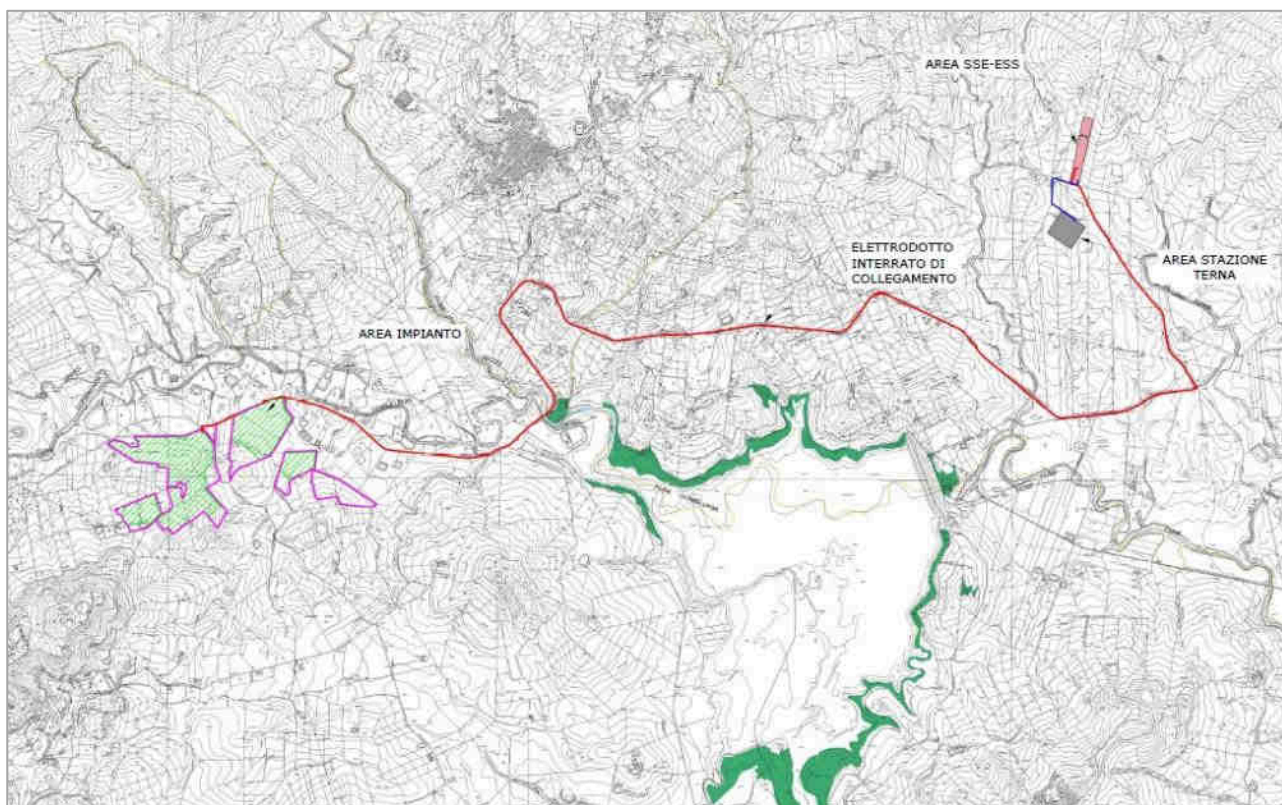 AREA SSE-ESS
ELETTRODOTTO
INTERRATO DI
COLLEGAMENTO
AREA STAZIONE
TERNA
AREA IMPIANTO